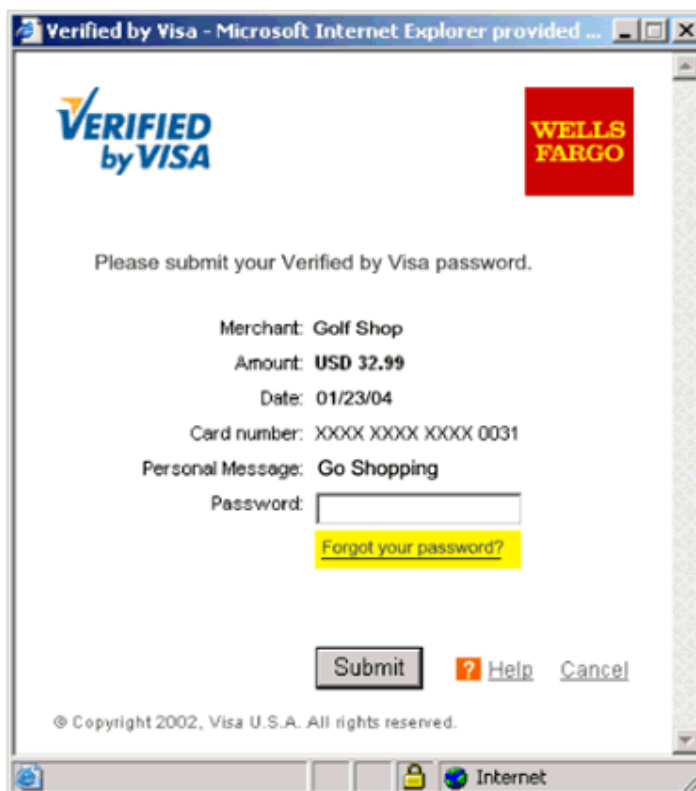 Verified by Visa - Microsoft Internet Explorer provided ...
VERIFIED
by VISA
WELLS
FARGO
Please submit your Verified by Visa password.
Merchant: Golf Shop
Amount: USD 32.99
Date: 01/23/04
Card number: XXXX XXXX XXXX 0031
Personal Message: Go Shopping
Password:
Forgot your password?
Submit ? Help Cancel
© Copyright 2002, Visa U.S.A. All rights reserved.
Internet